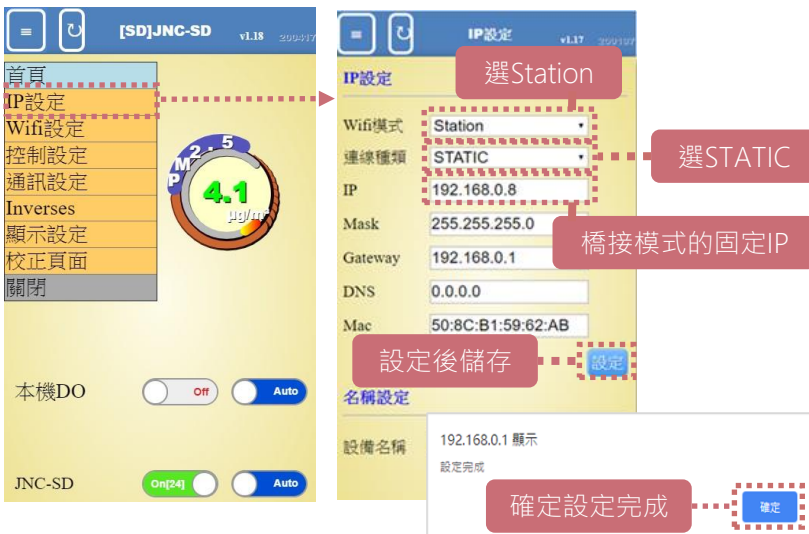 [SD]JNC-SD v1.18 200417
首頁
IP設定
Wifi設定
控制設定
通訊設定
Inverses
顯示設定
校正頁面
關閉
PM2.5
4.1
μg/m³
本機DO Off Auto
JNC-SD On[24] Auto
IP設定 v1.17 200107
IP設定
選Station
Wifi模式 Station
連線種類 STATIC
選STATIC
IP 192.168.0.8
橋接模式的固定IP
Mask 255.255.255.0
Gateway 192.168.0.1
DNS 0.0.0.0
Mac 50:8C:B1:59:62:AB
設定後儲存
設定
名稱設定
設備名稱
192.168.0.1 顯示
設定完成
確定設定完成
確定